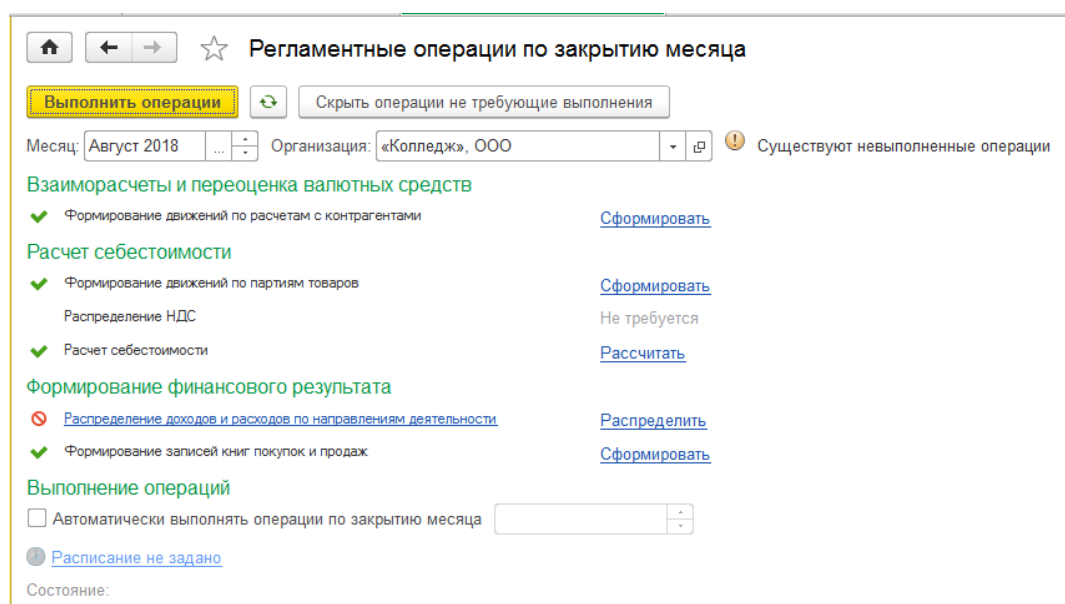 Регламентные операции по закрытию месяца
Выполнить операции Скрыть операции не требующие выполнения
Месяц: Август 2018 ... Организация: «Колледж», ООО Существуют невыполненные операции
Взаиморасчеты и переоценка валютных средств
Формирование движений по расчетам с контрагентами Сформировать
Расчет себестоимости
Формирование движений по партиям товаров Сформировать
Распределение НДС Не требуется
Расчет себестоимости Рассчитать
Формирование финансового результата
Распределение доходов и расходов по направлениям деятельности Распределить
Формирование записей книг покупок и продаж Сформировать
Выполнение операций
Автоматически выполнять операции по закрытию месяца
Расписание не задано
Состояние: